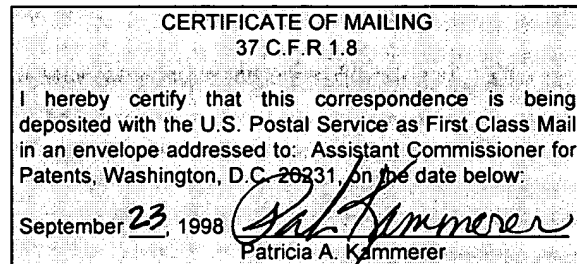 CERTIFICATE OF MAILING
37 C.F.R 1.8
I hereby certify that this correspondence is being
deposited with the U.S. Postal Service as First Class Mail
in an envelope addressed to: Assistant Commissioner for
Patents, Washington, D.C. 20231, on the date below:
September 23, 1998 Pat Kammerer
Patricia A. Kammerer